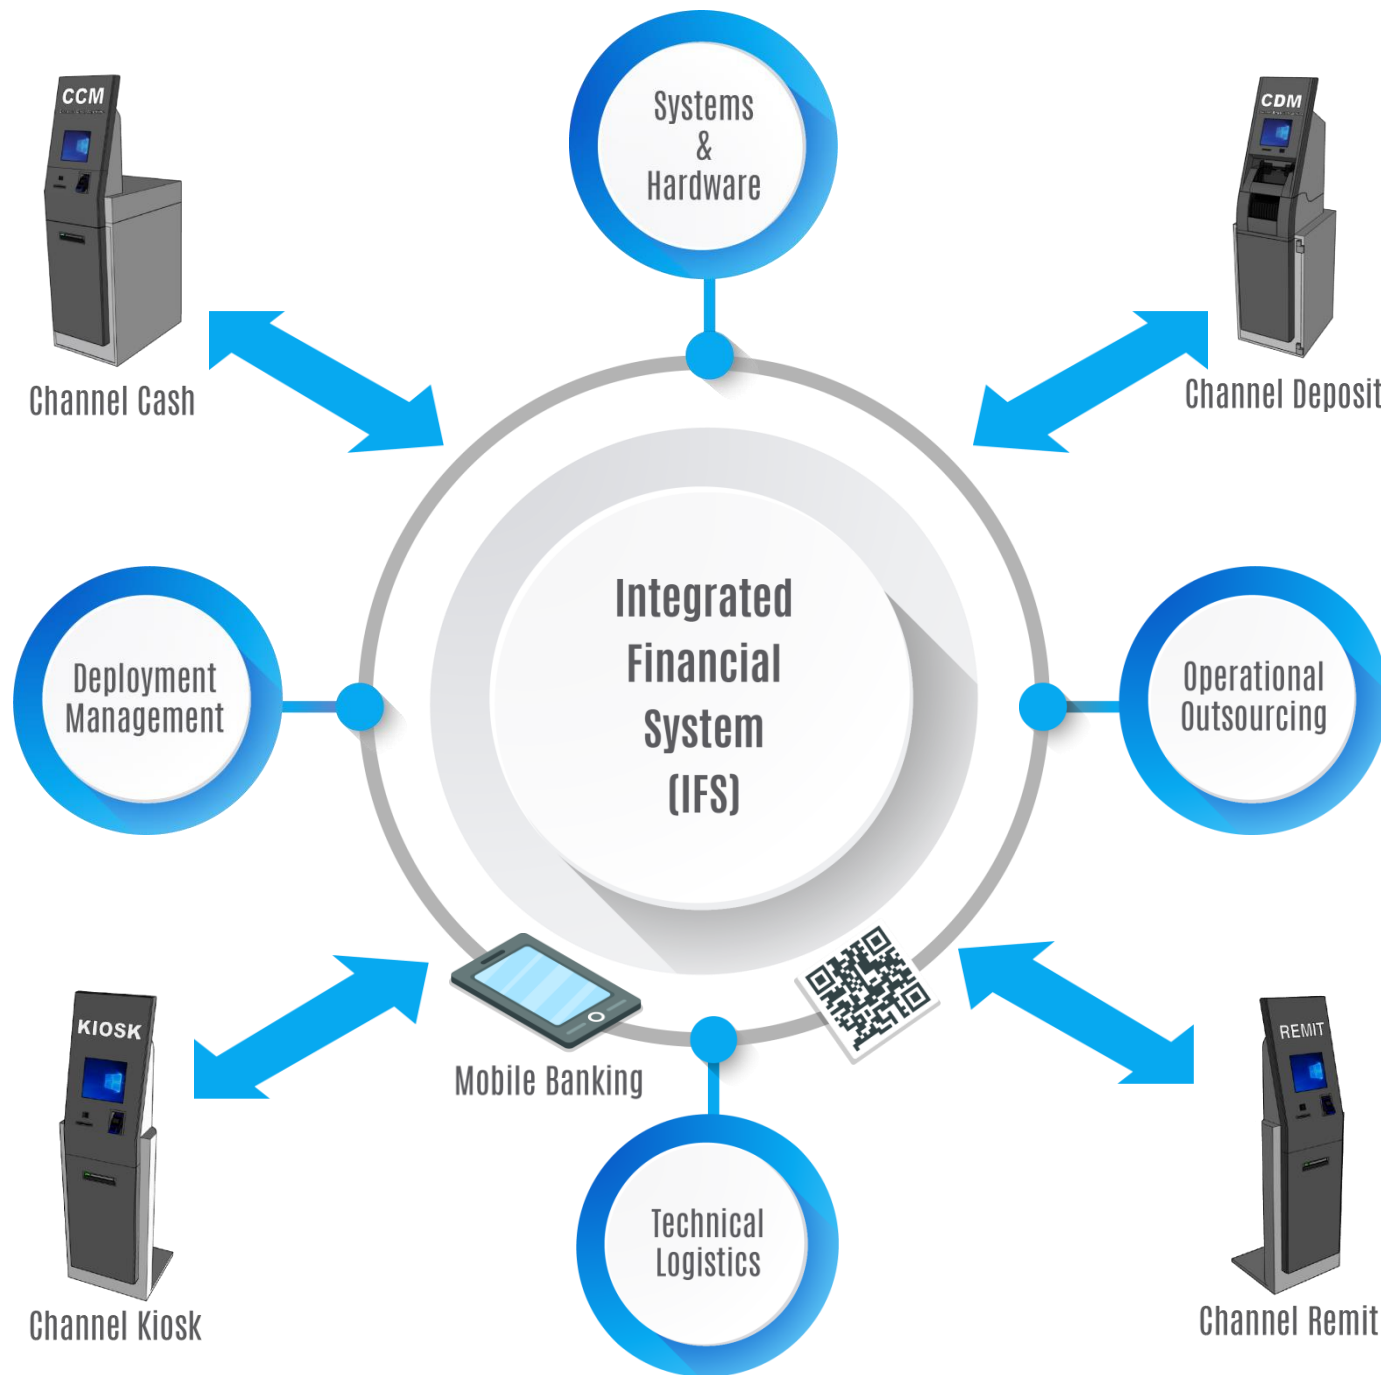 Systems
&
Hardware
CCM
Channel Cash
CDM
Channel Deposit
Integrated
Financial
System
(IFS)
Deployment
Management
Operational
Outsourcing
Mobile Banking
KIOSK
Channel Kiosk
Technical
Logistics
REMIT
Channel Remit